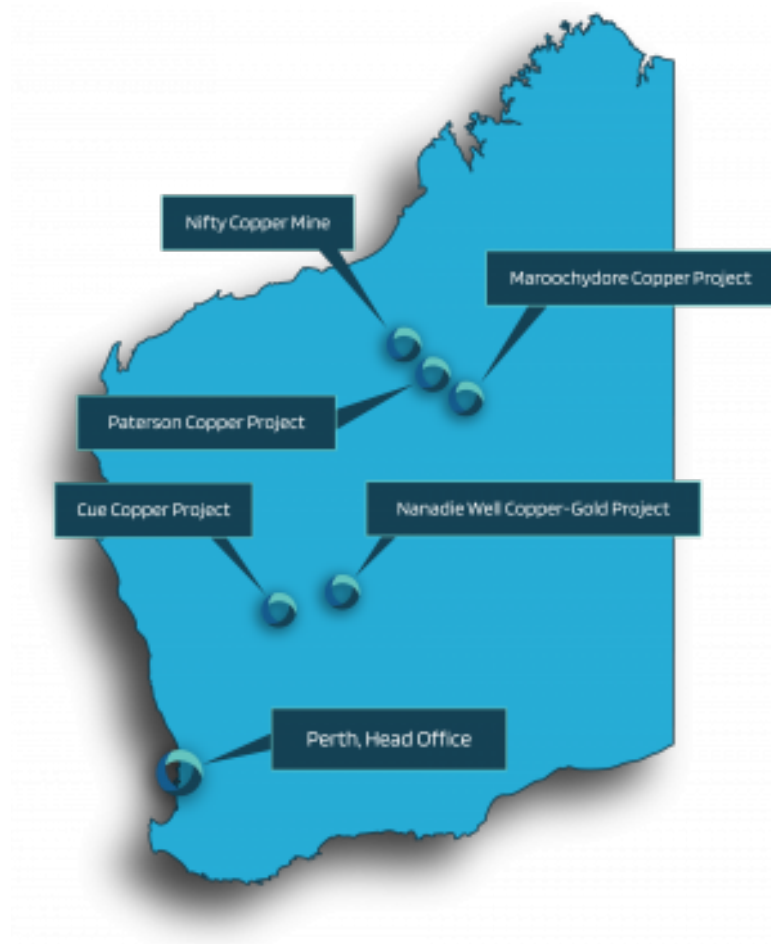 Nifty Copper Mine
Maroochydore Copper Project
Paterson Copper Project
Cue Copper Project
Nanadie Well Copper-Gold Project
Perth, Head Office